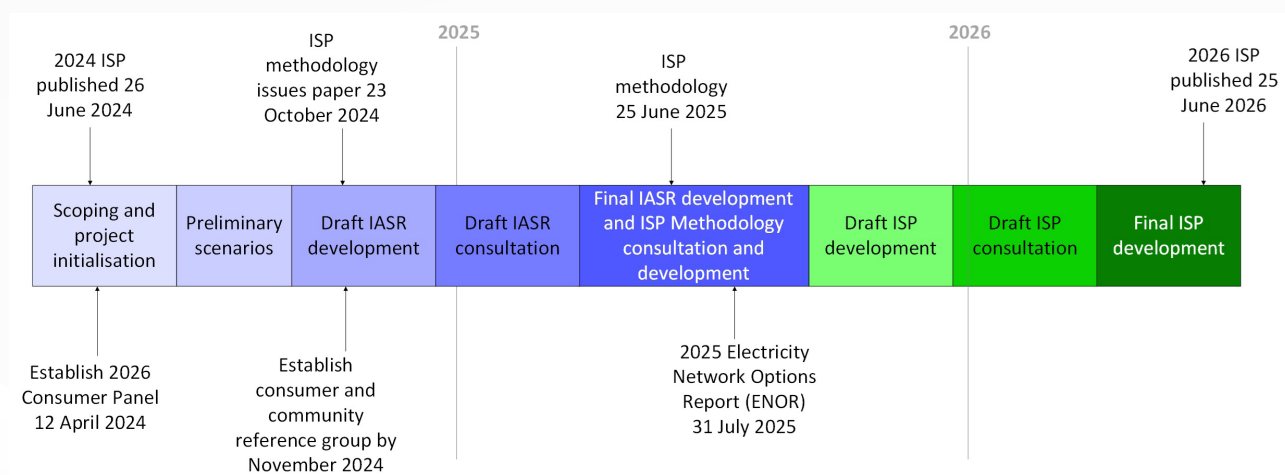 2025
2026
2024 ISP
published 26
June 2024
ISP
methodology
issues paper 23
October 2024
ISP
methodology
25 June 2025
2026 ISP
published 25
June 2026
Scoping and
project
initialisation
Preliminary
scenarios
Draft IASR
development
Draft IASR
consultation
Final IASR development
and ISP Methodology
consultation and
development
Draft ISP
development
Draft ISP
consultation
Final ISP
development
Establish 2026
Consumer Panel
12 April 2024
Establish
consumer and
community
reference group by
November 2024
2025 Electricity
Network Options
Report (ENOR)
31 July 2025